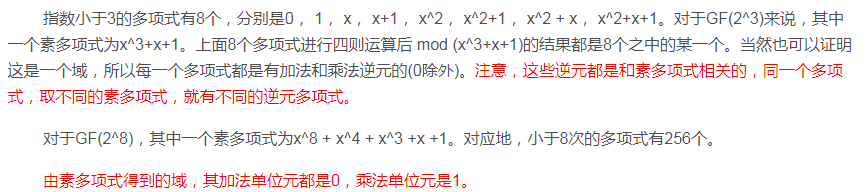 指数小于3的多项式有8个，分别是0， 1， x， x+1， x^2， x^2+1， x^2 + x， x^2+x+1。对于GF(2^3)来说，其中
一个素多项式为x^3+x+1。上面8个多项式进行四则运算后 mod (x^3+x+1)的结果都是8个之中的某一个。当然也可以证明
这是一个域，所以每一个多项式都是有加法和乘法逆元的(0除外)。注意，这些逆元都是和素多项式相关的，同一个多项
式，取不同的素多项式，就有不同的逆元多项式。
对于GF(2^8)，其中一个素多项式为x^8 + x^4 + x^3 +x +1。对应地，小于8次的多项式有256个。
由素多项式得到的域，其加法单位元都是0，乘法单位元是1。